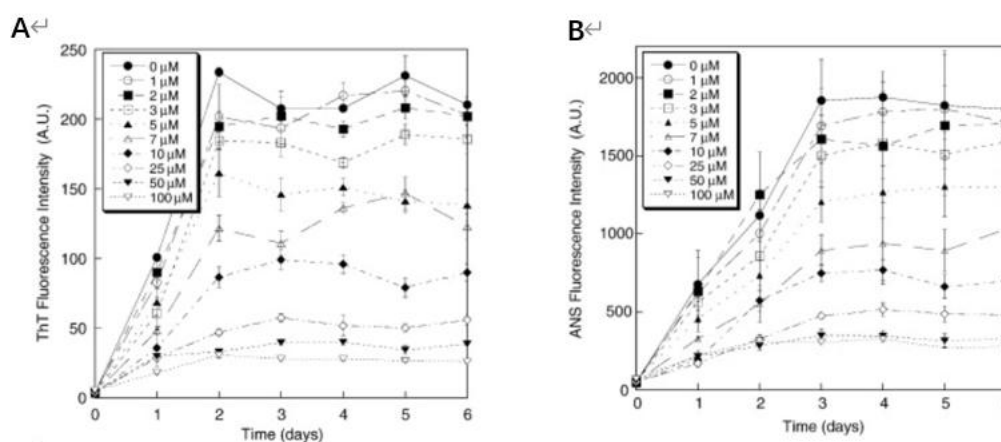 A↵
250
200
150
100
50
0
ThT Fluorescence Intensity (A.U.)
0 μM
1 μM
2 μM
3 μM
5 μM
7 μM
10 μM
25 μM
50 μM
100 μM
0 1 2 3 4 5 6
Time (days)
B↵
2000
1500
1000
500
0
ANS Fluorescence Intensity (A.U.)
0 μM
1 μM
2 μM
3 μM
5 μM
7 μM
10 μM
25 μM
50 μM
100 μM
0 1 2 3 4 5
Time (days)